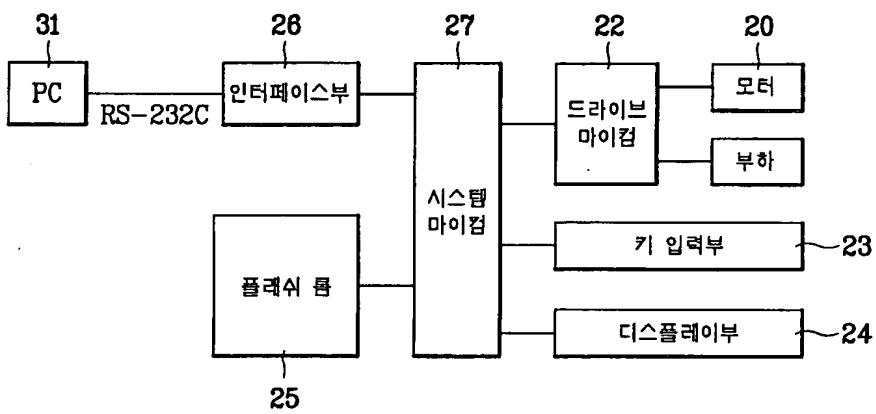 31
26
27
22
20
PC
RS-232C
인터페이스부
시스템
마이컴
드라이브
마이컴
모터
부하
플래쉬 롬
키 입력부
23
디스플레이부
24
25